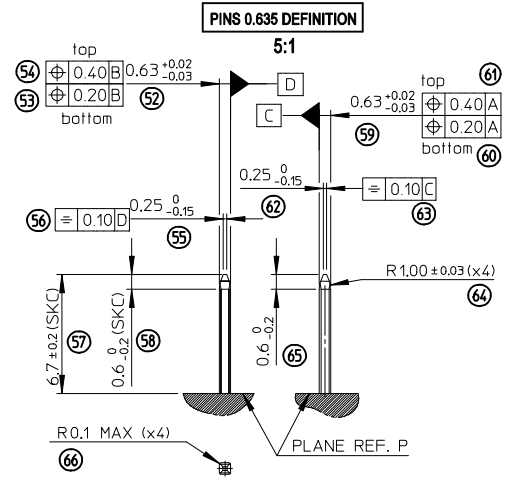 PINS 0.635 DEFINITION
5:1
top
54 ⌖ 0.40 B 0.63 +0.02 -0.03
53 ⌖ 0.20 B 52
bottom
D
C
61
top
0.63 +0.02 -0.03
⌖ 0.40 A
59 ⌖ 0.20 A
bottom 60
0.25 0 -0.15
62
⌯ 0.10 C
63
56 ⌯ 0.10 D 0.25 0 -0.15
55
R1.00 ±0.03 (x4)
64
6.7 ±0.2 (SKC)
57
0.6 0 -0.2 (SKC)
58
0.6 0 -0.2
65
R0.1 MAX (x4)
66
PLANE REF. P